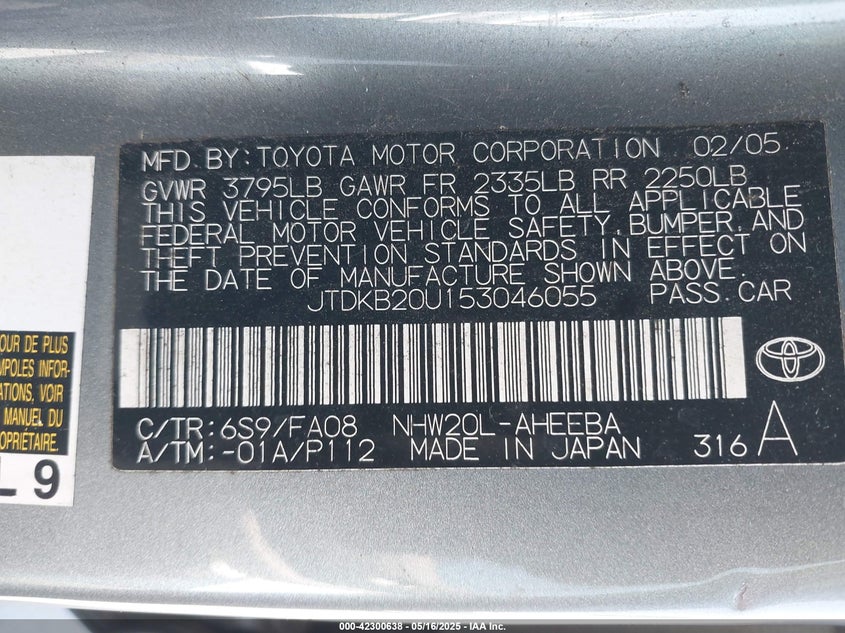 MFD. BY: TOYOTA MOTOR CORPORATION 02/05
GVWR 3795LB GAWR FR 2335LB RR 2250LB
THIS VEHICLE CONFORMS TO ALL APPLICABLE
FEDERAL MOTOR VEHICLE SAFETY, BUMPER, AND
THEFT PREVENTION STANDARDS IN EFFECT ON
THE DATE OF MANUFACTURE SHOWN ABOVE.
JTDKB20U153046055 PASS. CAR
C/TR: 6S9/FA08 NHW20L-AHEEBA
A/TM: -01A/P112 MADE IN JAPAN 316 A
OUR DE PLUS
MPOLES INFOR-
ATIONS, VOIR
MANUEL DU
OPRIÉTAIRE.
L 9
000-42300638 - 05/16/2025 - IAA Inc.